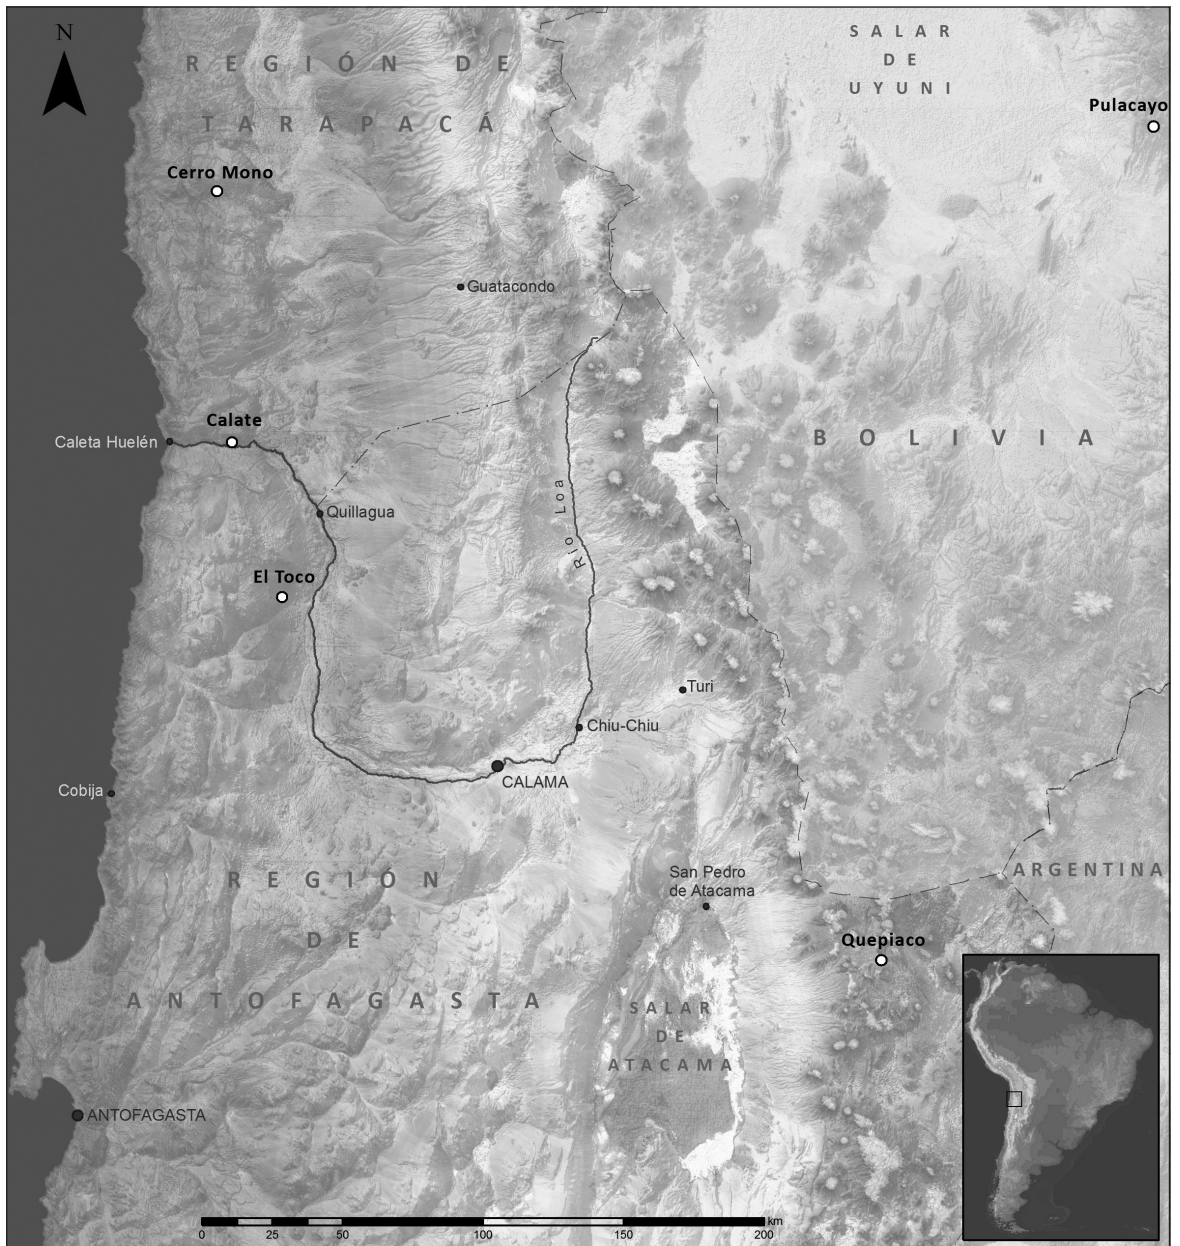 N
REGIÓN DE
TARAPACÁ
SALAR
DE
UYUNI
Pulacayo
Cerro Mono
Guatacondo
Calate
Caleta Huelén
BOLIVIA
Río Loa
Quillagua
El Toco
Turi
Chiu-Chiu
CALAMA
Cobija
REGIÓN
DE
ANTOFAGASTA
San Pedro
de Atacama
ARGENTINA
Quepiaco
SALAR
DE
ATACAMA
ANTOFAGASTA
km
0 25 50 100 150 200